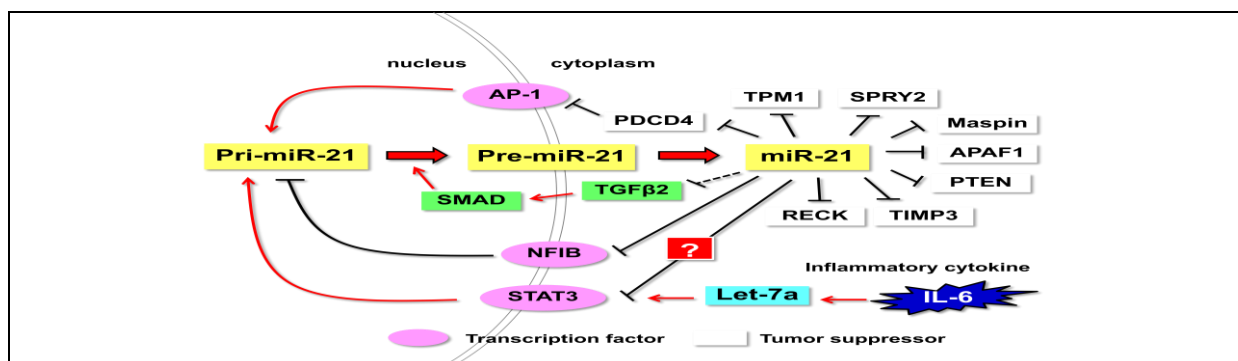 nucleus cytoplasm
AP-1
TPM1 SPRY2
PDCD4
Maspin
Pri-miR-21 Pre-miR-21 miR-21 APAF1
PTEN
SMAD TGFβ2
RECK TIMP3
NFIB
?
Inflammatory cytokine
STAT3 Let-7a IL-6
Transcription factor Tumor suppressor